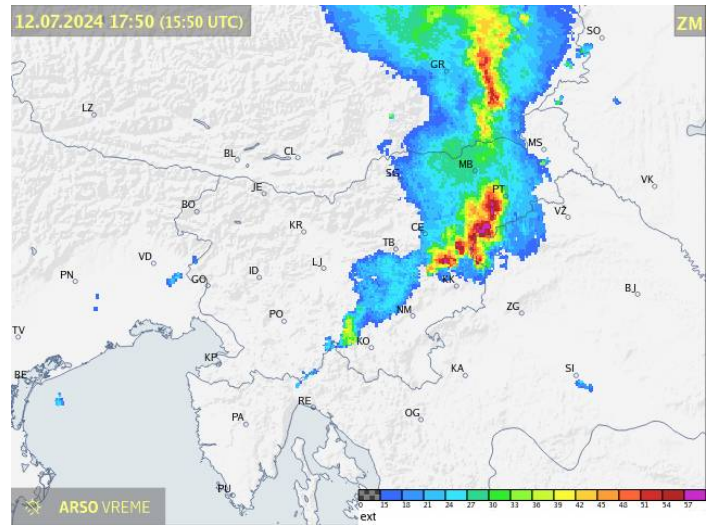 12.07.2024 17:50 (15:50 UTC)
ZM
SO
GR
LZ
MS
BL
CL
MB
SG
VK
JE
PT
BO
VŽ
KR
CE
TB
VD
LJ
ID
PN
GO
KK
BJ
NM
ZG
PO
TV
KO
KP
BE
KA
SI
RE
PA
OG
PU
ARSO VREME
0 15 18 21 24 27 30 33 36 39 42 45 48 51 54 57
ext